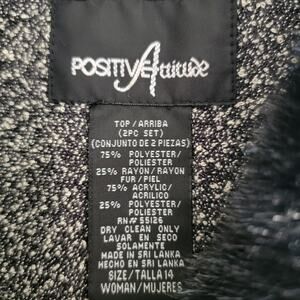 POSITIVE Attitude
TOP/ARRIBA
(2PC SET)
(CONJUNTO DE 2 PIEZAS)
75% POLYESTER/
POLIESTER
25% RAYON/RAYON
FUR/PIEL
75% ACRYLIC/
ACRILICO
25% POLYESTER/
POLIESTER
RN# 55126
DRY CLEAN ONLY
LAVAR EN SECO
SOLAMENTE
MADE IN SRI LANKA
HECHO EN SRI LANKA
SIZE/TALLA 14
WOMAN/MUJERES